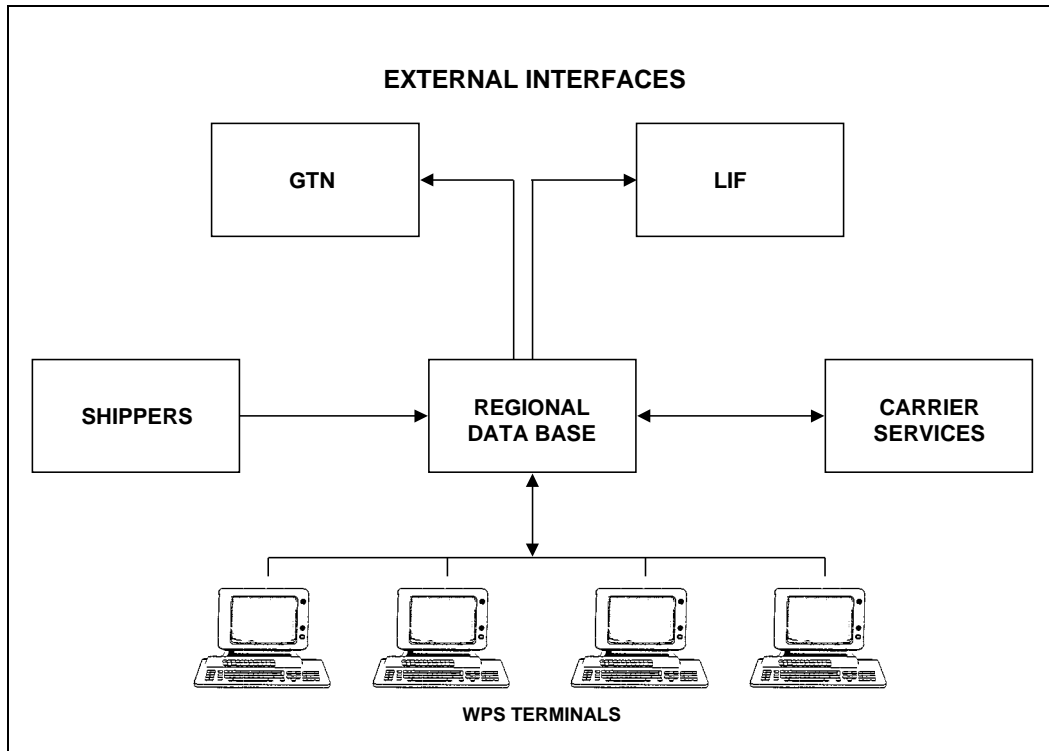 EXTERNAL INTERFACES
GTN
LIF
SHIPPERS
REGIONAL
DATA BASE
CARRIER
SERVICES
WPS TERMINALS